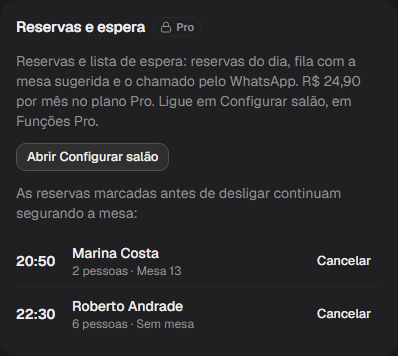 Reservas e espera Pro
Reservas e lista de espera: reservas do dia, fila com a
mesa sugerida e o chamado pelo WhatsApp. R$ 24,90
por mês no plano Pro. Ligue em Configurar salão, em
Funções Pro.
Abrir Configurar salão
As reservas marcadas antes de desligar continuam
segurando a mesa:
20:50 Marina Costa Cancelar
2 pessoas · Mesa 13
22:30 Roberto Andrade Cancelar
6 pessoas · Sem mesa